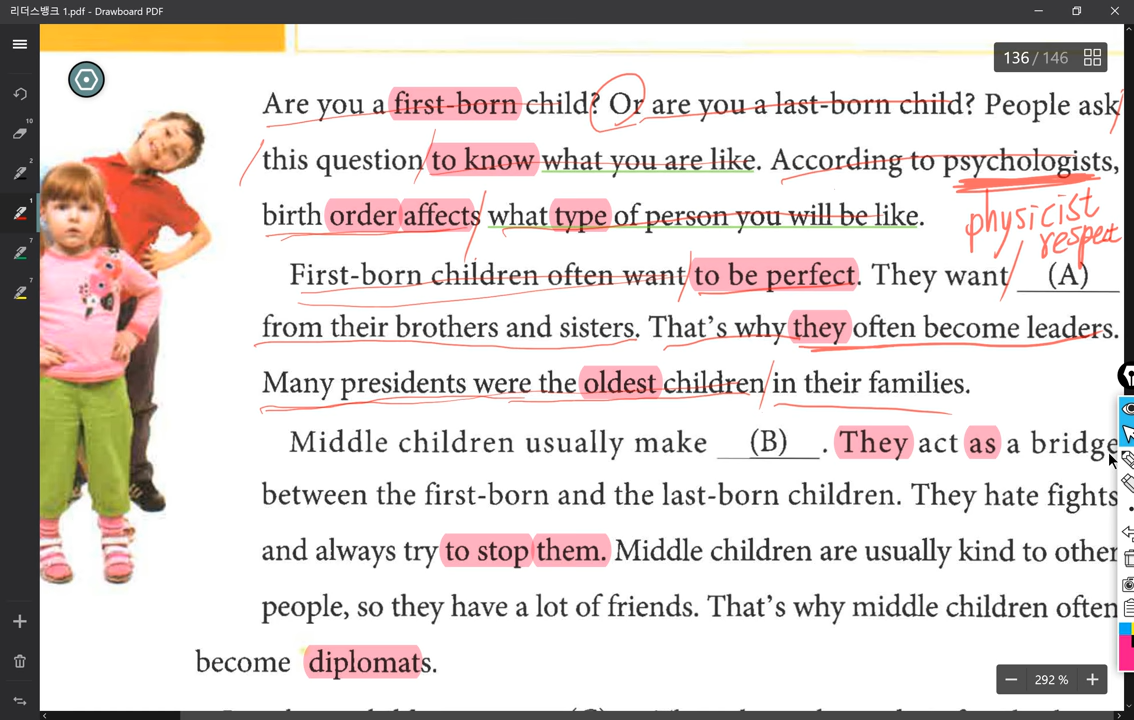 리더스뱅크 1.pdf - Drawboard PDF
136 / 146
10
2
1
7
7
Are you a first-born child? Or are you a last-born child? People ask
this question to know what you are like. According to psychologists,
birth order affects what type of person you will be like.
physicist
respect
First-born children often want to be perfect. They want (A)
from their brothers and sisters. That's why they often become leaders.
Many presidents were the oldest children in their families.
Middle children usually make (B) . They act as a bridge
between the first-born and the last-born children. They hate fights
and always try to stop them. Middle children are usually kind to other
people, so they have a lot of friends. That's why middle children often
become diplomats.
292 %